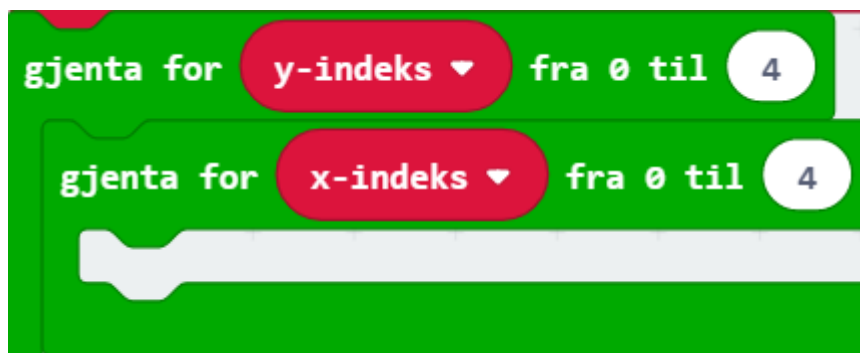 gjenta for y-indeks fra 0 til 4
gjenta for x-indeks fra 0 til 4